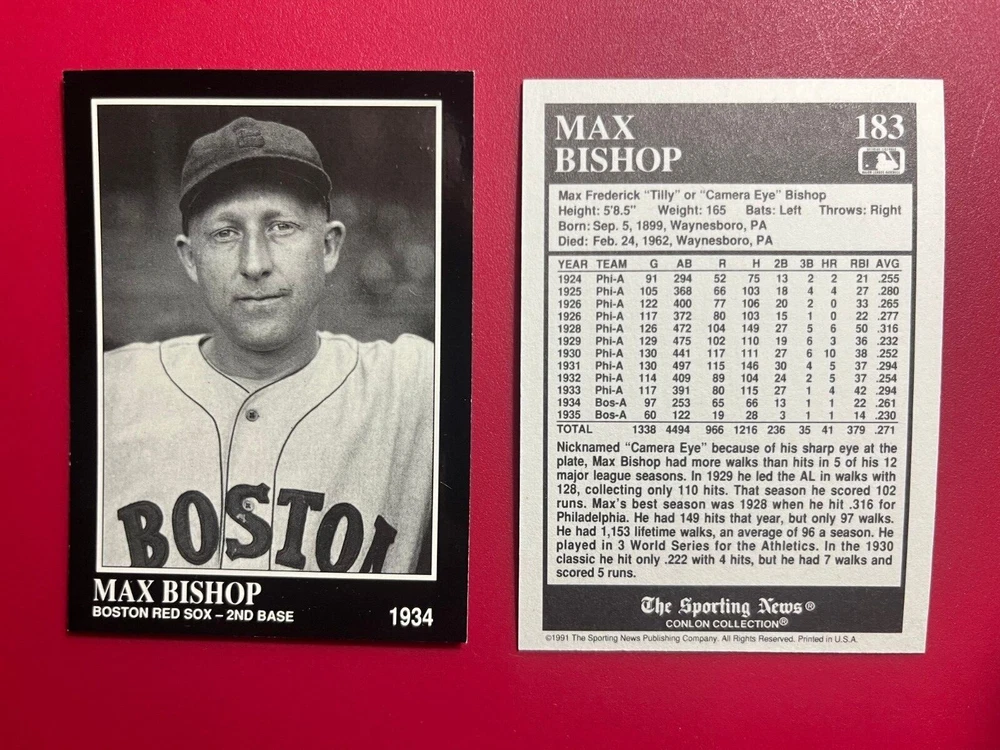 BOSTON
MAX BISHOP
BOSTON RED SOX – 2ND BASE
1934
MAX
BISHOP
183
Max Frederick "Tilly" or "Camera Eye" Bishop
Height: 5'8.5" Weight: 165 Bats: Left Throws: Right
Born: Sep. 5, 1899, Waynesboro, PA
Died: Feb. 24, 1962, Waynesboro, PA
YEAR TEAM G AB R H 2B 3B HR RBI AVG
1924 Phi-A 91 294 52 75 13 2 2 21 .255
1925 Phi-A 105 368 66 103 18 4 4 27 .280
1926 Phi-A 122 400 77 106 20 2 0 33 .265
1926 Phi-A 117 372 80 103 15 1 0 22 .277
1928 Phi-A 126 472 104 149 27 5 6 50 .316
1929 Phi-A 129 475 102 110 19 6 3 36 .232
1930 Phi-A 130 441 117 111 27 6 10 38 .252
1931 Phi-A 130 497 115 146 30 4 5 37 .294
1932 Phi-A 114 409 89 104 24 2 5 37 .254
1933 Phi-A 117 391 80 115 27 1 4 42 .294
1934 Bos-A 97 253 65 66 13 1 1 22 .261
1935 Bos-A 60 122 19 28 3 1 1 14 .230
TOTAL 1338 4494 966 1216 236 35 41 379 .271
Nicknamed "Camera Eye" because of his sharp eye at the
plate, Max Bishop had more walks than hits in 5 of his 12
major league seasons. In 1929 he led the AL in walks with
128, collecting only 110 hits. That season he scored 102
runs. Max's best season was 1928 when he hit .316 for
Philadelphia. He had 149 hits that year, but only 97 walks.
He had 1,153 lifetime walks, an average of 96 a season. He
played in 3 World Series for the Athletics. In the 1930
classic he hit only .222 with 4 hits, but he had 7 walks and
scored 5 runs.
The Sporting News®
CONLON COLLECTION®
©1991 The Sporting News Publishing Company. All Rights Reserved. Printed in U.S.A.